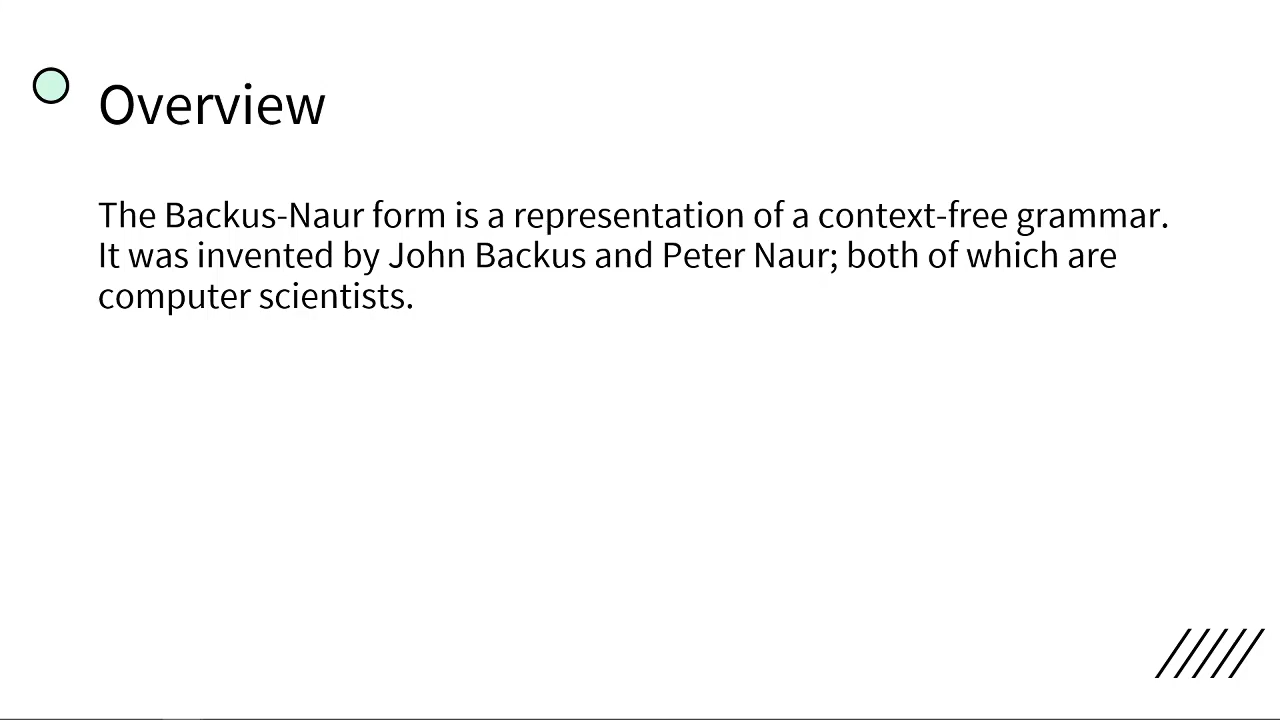 Overview
The Backus-Naur form is a representation of a context-free grammar.
It was invented by John Backus and Peter Naur; both of which are
computer scientists.